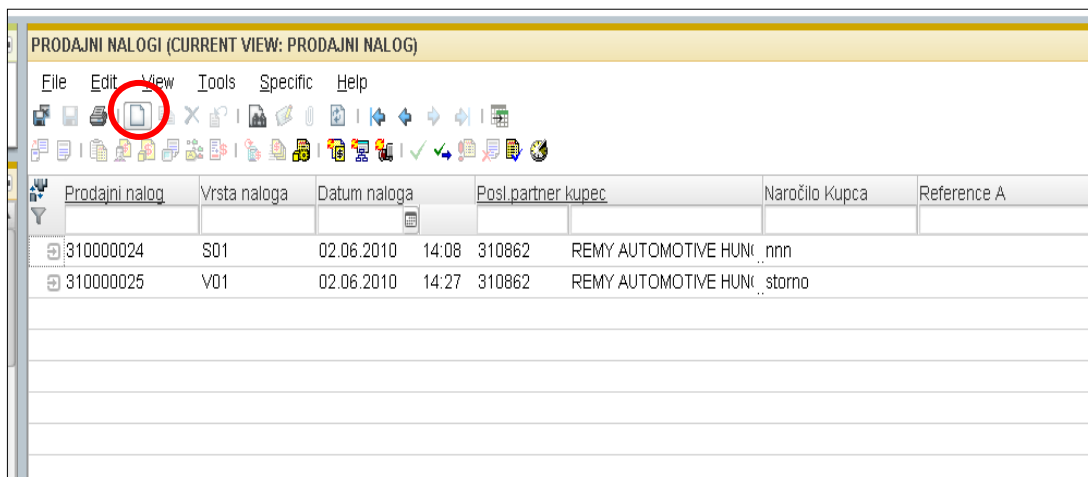 PRODAJNI NALOGI (CURRENT VIEW: PRODAJNI NALOG)
File Edit View Tools Specific Help
Prodajni nalog Vrsta naloga Datum naloga Posl.partner kupec Naročilo Kupca Reference A
310000024 S01 02.06.2010 14:08 310862 REMY AUTOMOTIVE HUN nnn
310000025 V01 02.06.2010 14:27 310862 REMY AUTOMOTIVE HUN storno